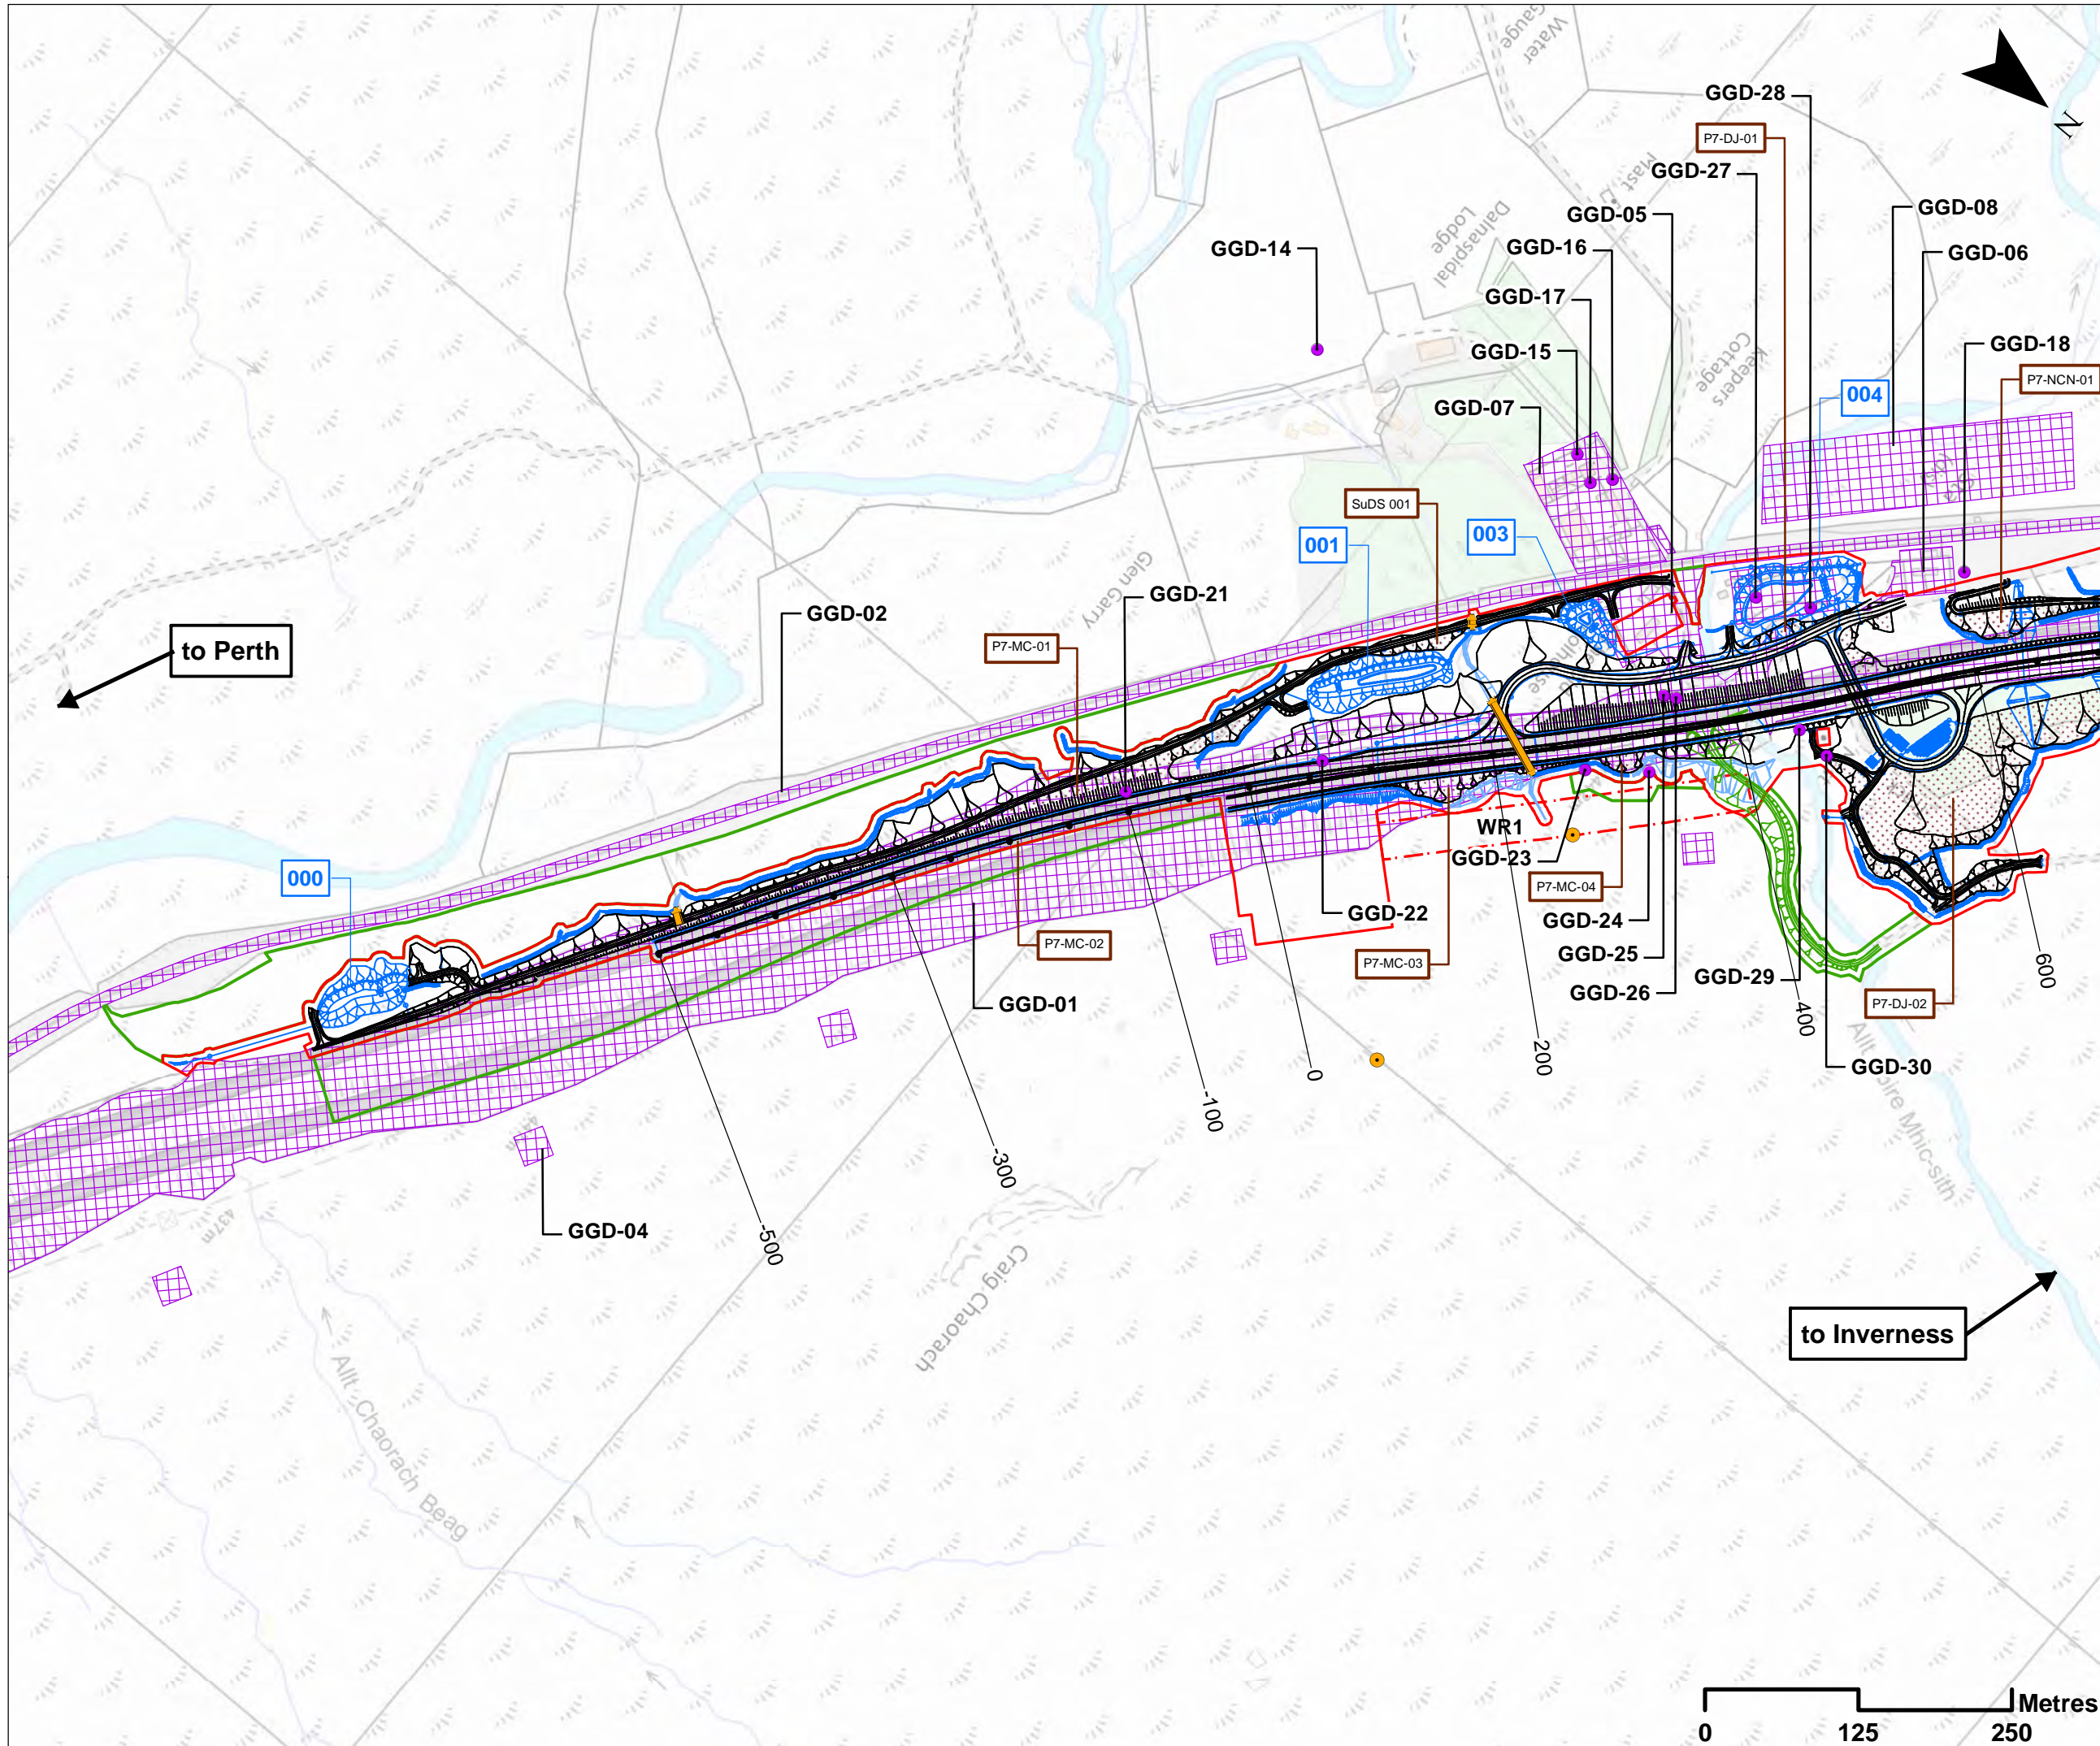 Water
Gauge
N
GGD-28
P7-DJ-01
Mast
GGD-27
GGD-05
GGD-08
Dalnaspidal
Lodge
GGD-14
GGD-16
GGD-06
GGD-17
GGD-15
GGD-18
Keepers
Cottage
P7-NCN-01
004
GGD-07
SuDS 001
001
003
Glen Garry
GGD-21
GGD-02
to Perth
P7-MC-01
000
WR1
GGD-23
P7-MC-04
GGD-22
GGD-24
P7-MC-02
GGD-25
P7-MC-03
GGD-29
GGD-26
P7-DJ-02
GGD-01
600
400
200
0
-100
-300
-500
GGD-30
GGD-04
437m
Craig Chaorach
to Inverness
Allt Chaorach Beag
Metres
0
125
250